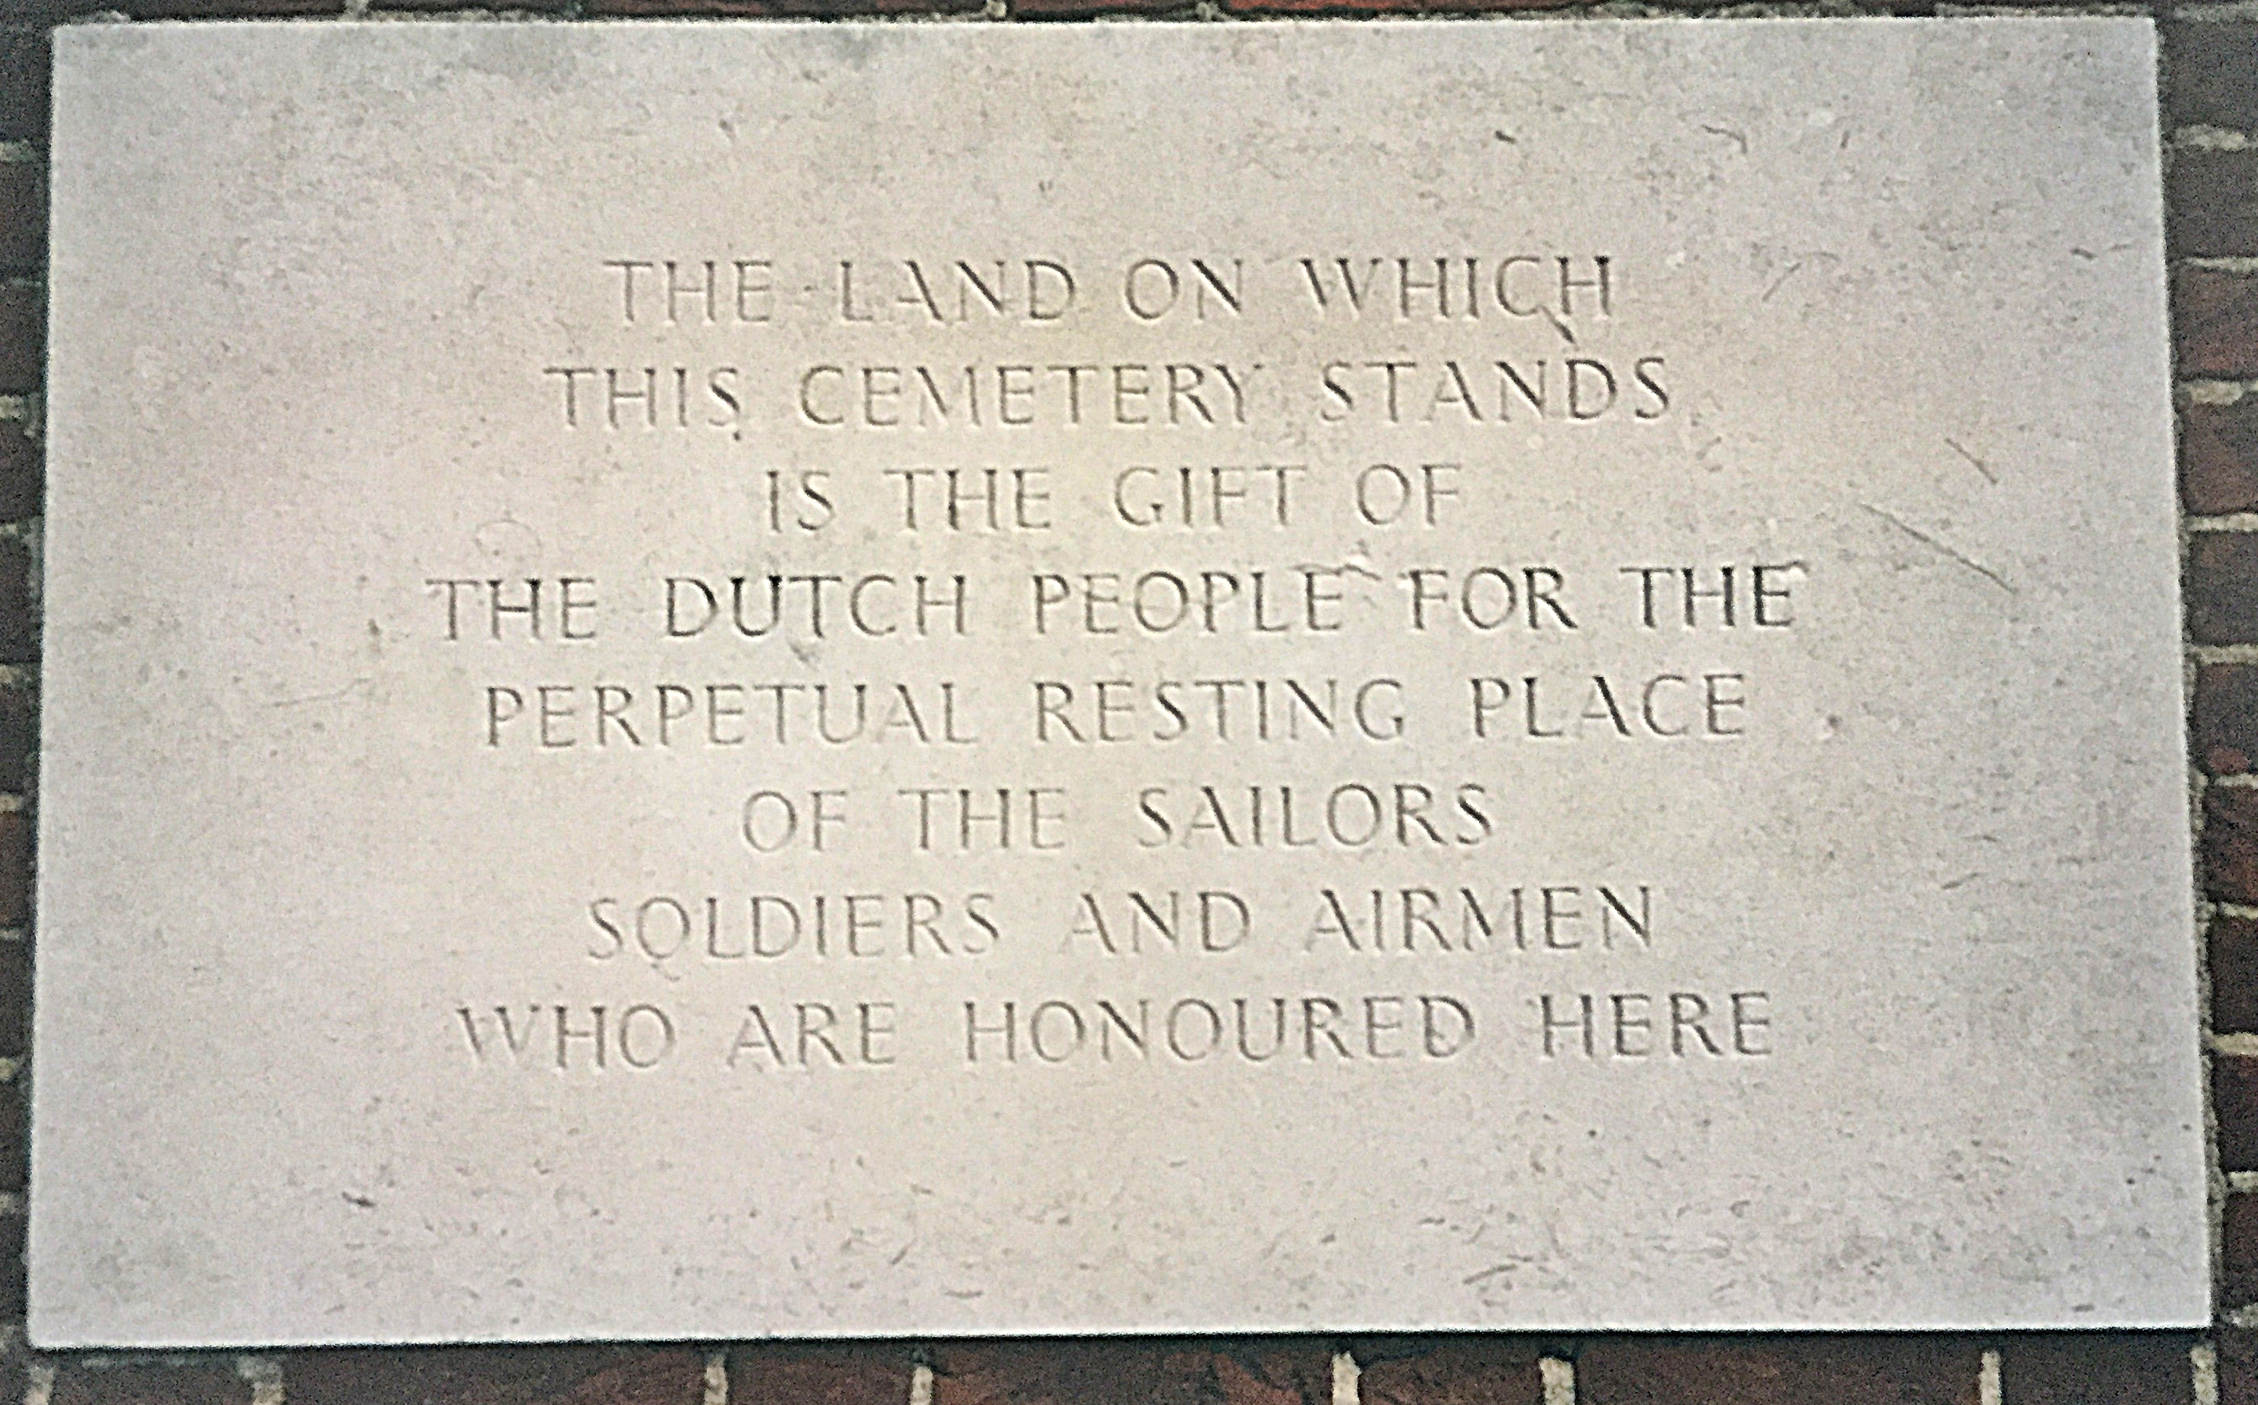 THE LAND ON WHICH
THIS CEMETERY STANDS
IS THE GIFT OF
THE DUTCH PEOPLE FOR THE
PERPETUAL RESTING PLACE
OF THE SAILORS
SOLDIERS AND AIRMEN
WHO ARE HONOURED HERE